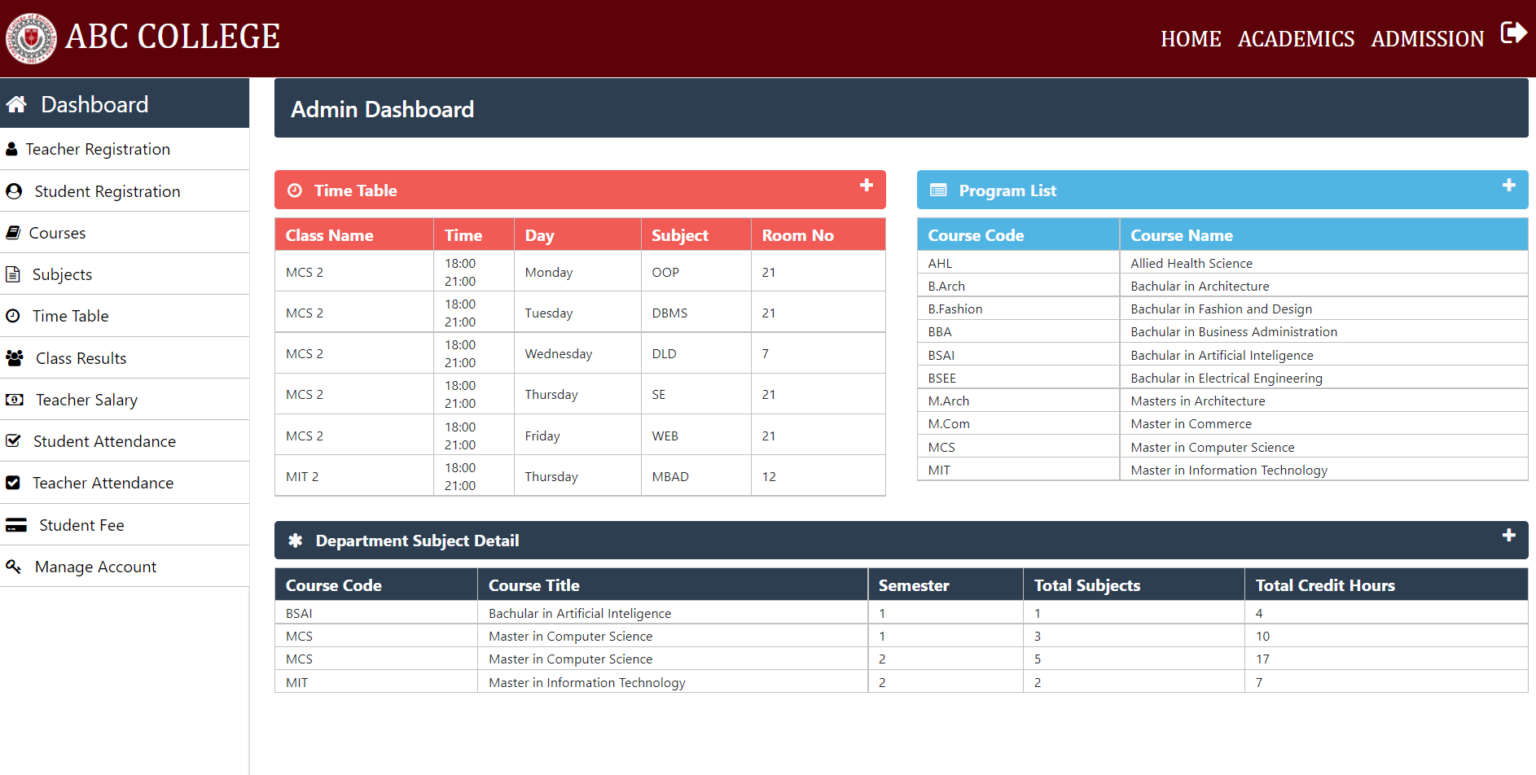 ABC COLLEGE
HOME ACADEMICS ADMISSION
Dashboard
Teacher Registration
Student Registration
Courses
Subjects
Time Table
Class Results
Teacher Salary
Student Attendance
Teacher Attendance
Student Fee
Manage Account
Admin Dashboard
Time Table
Class Name Time Day Subject Room No
MCS 2 18:00 21:00 Monday OOP 21
MCS 2 18:00 21:00 Tuesday DBMS 21
MCS 2 18:00 21:00 Wednesday DLD 7
MCS 2 18:00 21:00 Thursday SE 21
MCS 2 18:00 21:00 Friday WEB 21
MIT 2 18:00 21:00 Thursday MBAD 12
Program List
Course Code Course Name
AHL Allied Health Science
B.Arch Bachular in Architecture
B.Fashion Bachular in Fashion and Design
BBA Bachular in Business Administration
BSAI Bachular in Artificial Inteligence
BSEE Bachular in Electrical Engineering
M.Arch Masters in Architecture
M.Com Master in Commerce
MCS Master in Computer Science
MIT Master in Information Technology
Department Subject Detail
Course Code Course Title Semester Total Subjects Total Credit Hours
BSAI Bachular in Artificial Inteligence 1 1 4
MCS Master in Computer Science 1 3 10
MCS Master in Computer Science 2 5 17
MIT Master in Information Technology 2 2 7